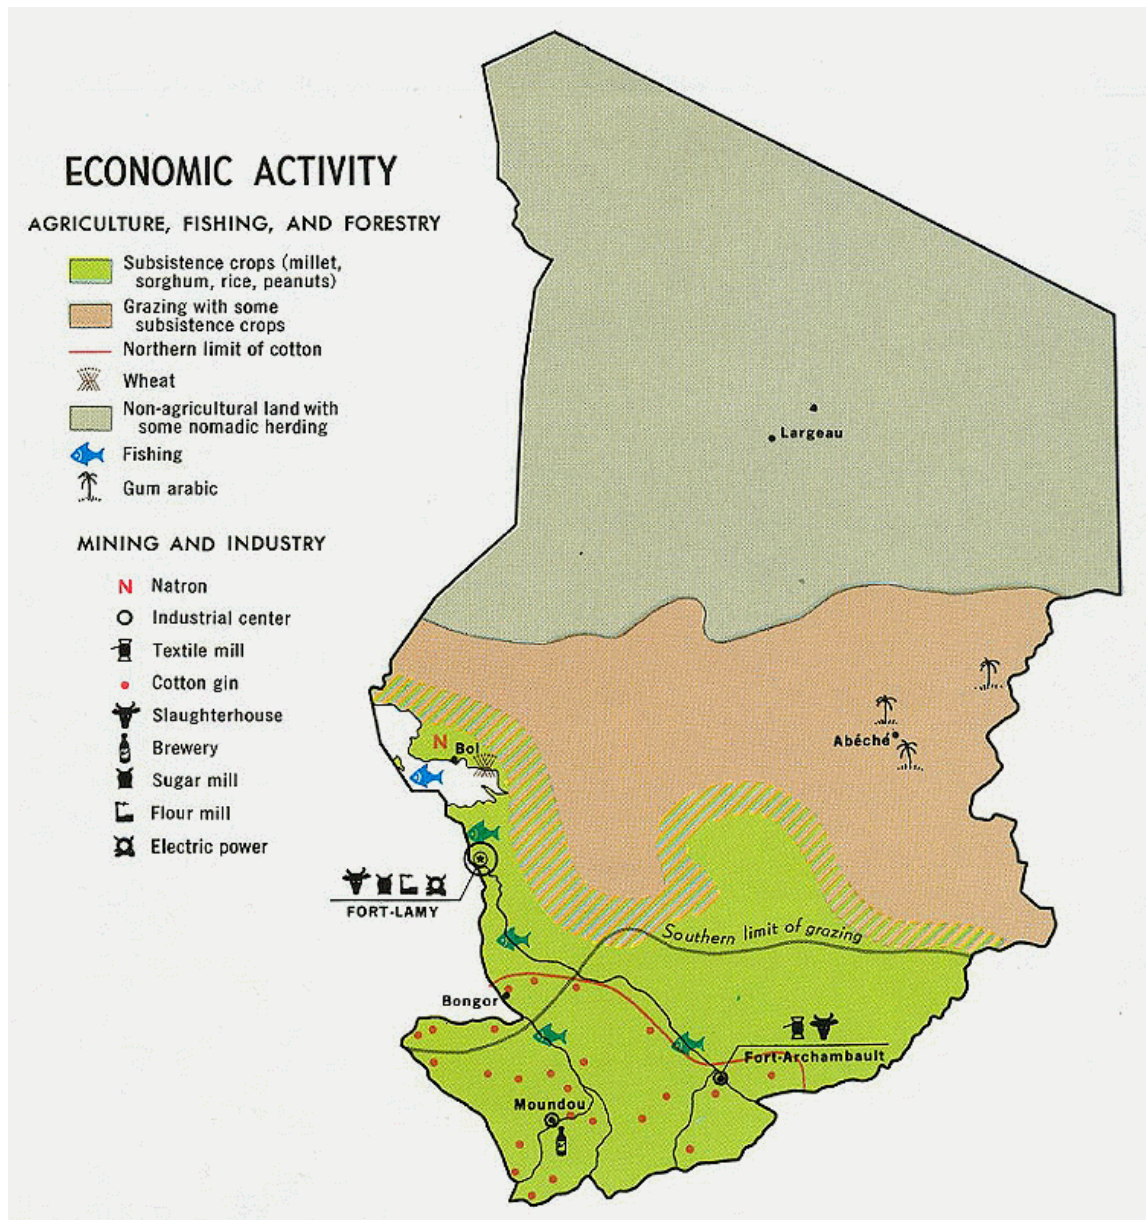 ECONOMIC ACTIVITY
AGRICULTURE, FISHING, AND FORESTRY
Subsistence crops (millet,
sorghum, rice, peanuts)
Grazing with some
subsistence crops
Northern limit of cotton
Wheat
Non-agricultural land with
some nomadic herding
Fishing
Gum arabic
MINING AND INDUSTRY
N Natron
Industrial center
Textile mill
Cotton gin
Slaughterhouse
Brewery
Sugar mill
Flour mill
Electric power
Largeau
Abéché
N
Bol
FORT-LAMY
Southern limit of grazing
Bongor
Fort-Archambault
Moundou